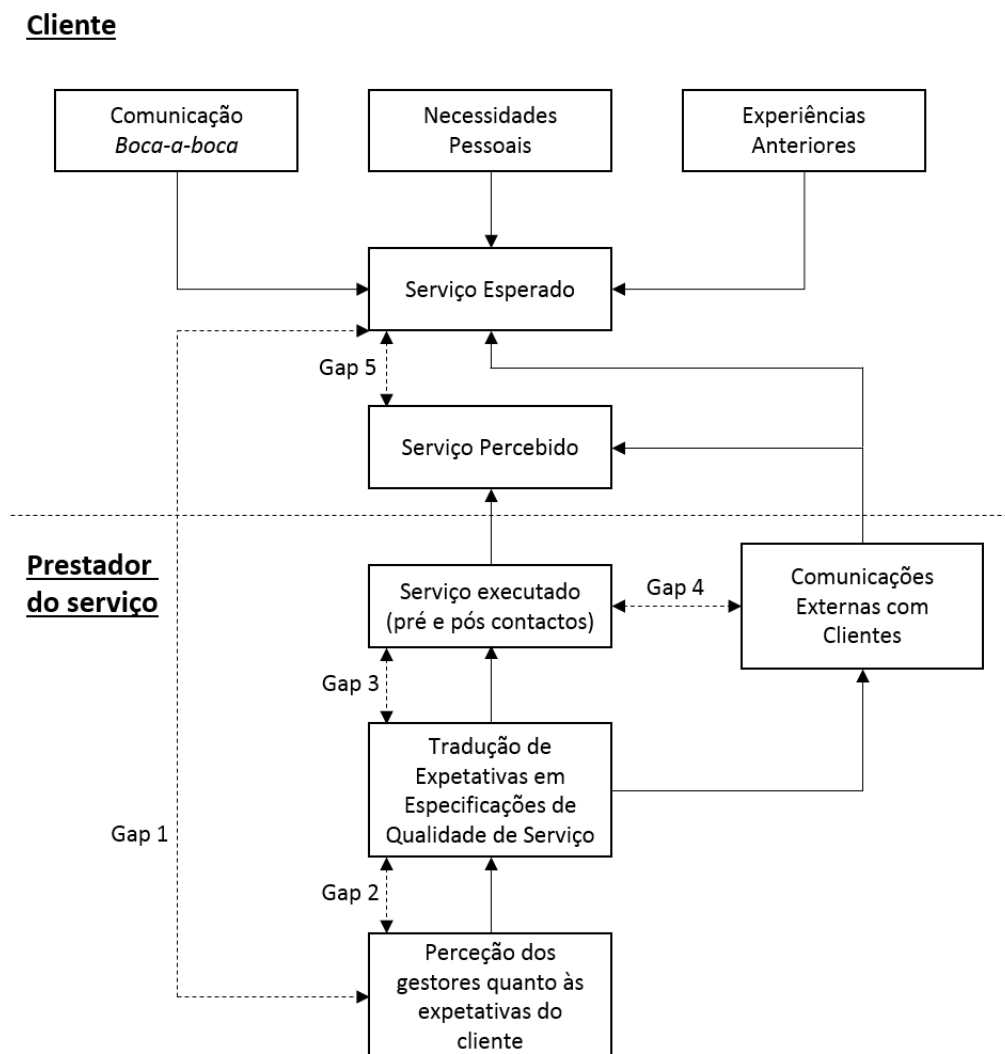 Cliente
Comunicação
Boca-a-boca
Necessidades
Pessoais
Experiências
Anteriores
Serviço Esperado
Gap 5
Serviço Percebido
Prestador
do serviço
Serviço executado
(pré e pós contactos)
Gap 4
Comunicações
Externas com
Clientes
Gap 3
Tradução de
Expetativas em
Especificações de
Qualidade de Serviço
Gap 1
Gap 2
Perceção dos
gestores quanto às
expetativas do
cliente